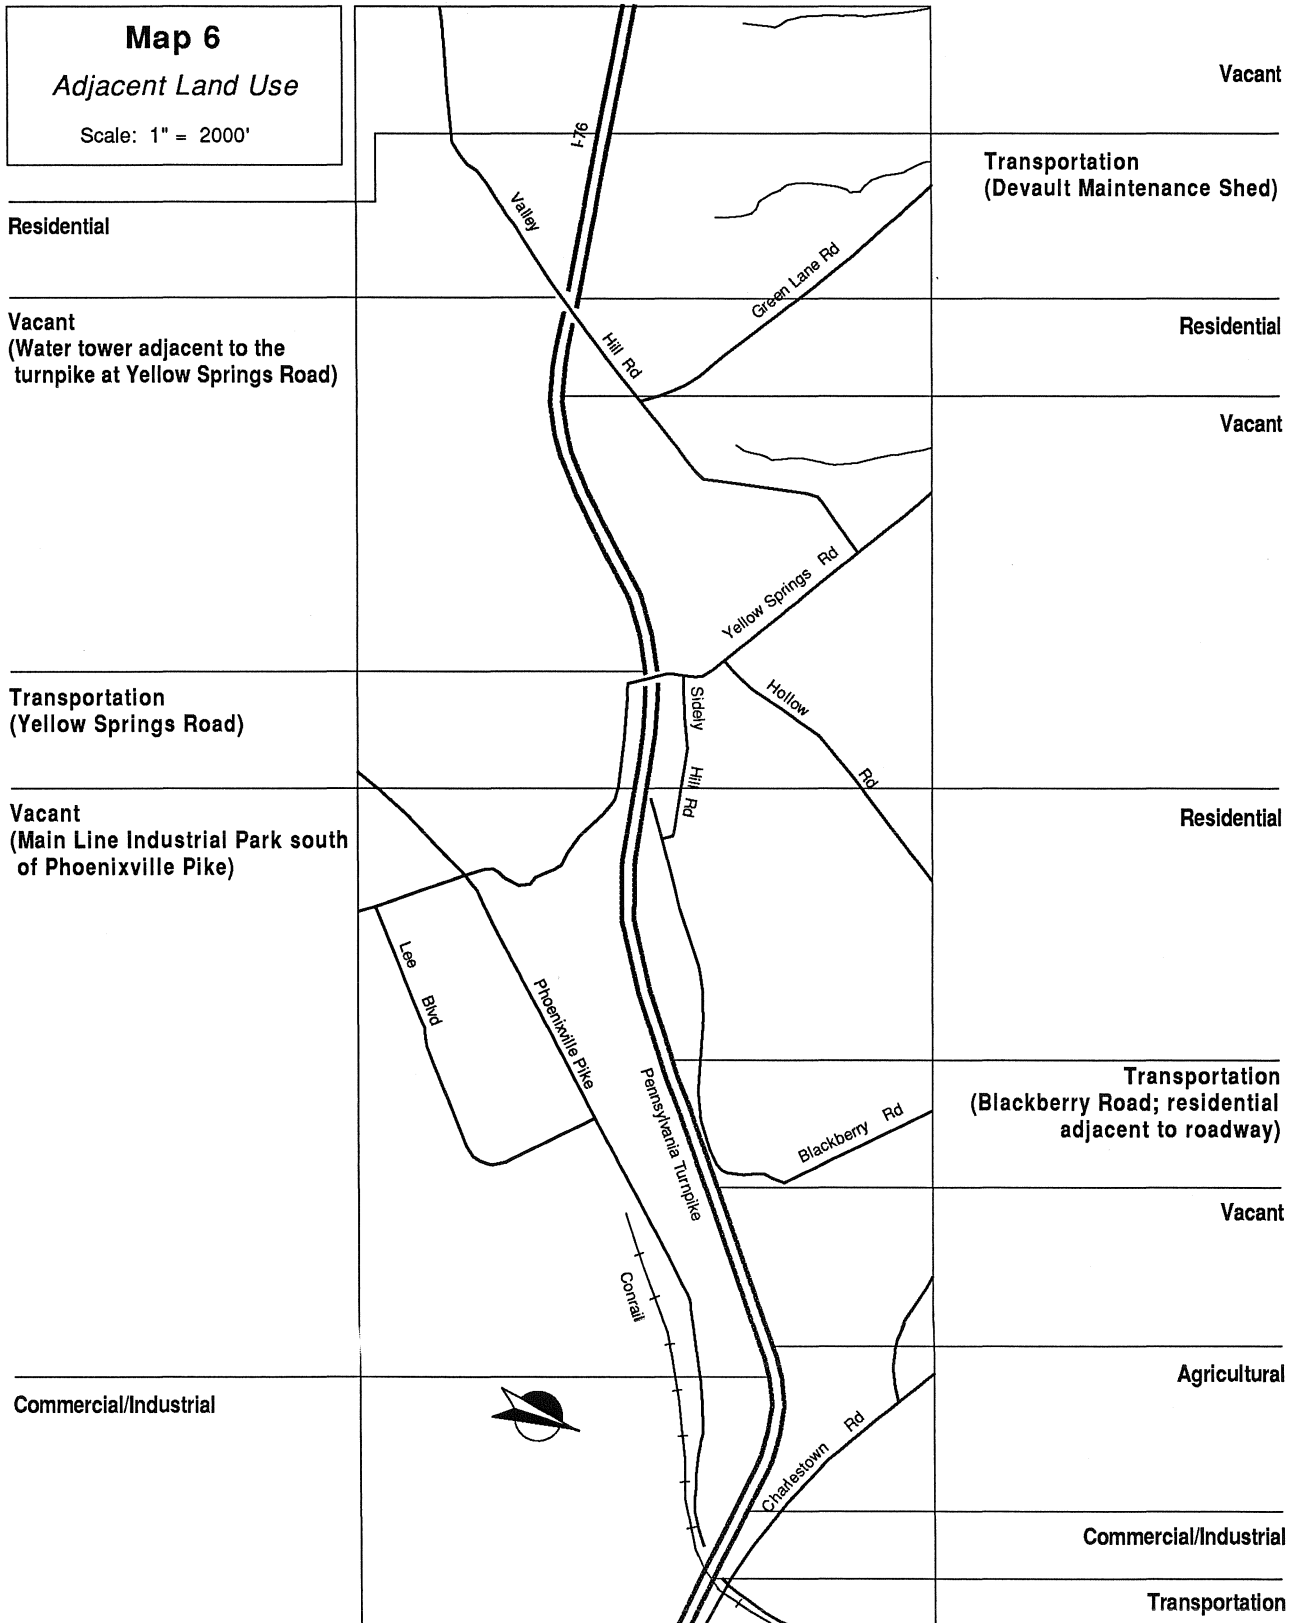 Map 6
Adjacent Land Use
Scale: 1" = 2000'
Vacant
I-76
Transportation
(Devault Maintenance Shed)
Residential
Valley
Hill Rd
Green Lane Rd
Vacant
(Water tower adjacent to the
turnpike at Yellow Springs Road)
Residential
Vacant
Yellow Springs Rd
Transportation
(Yellow Springs Road)
Sidely
Hill Rd
Hollow
Rd
Vacant
(Main Line Industrial Park south
of Phoenixville Pike)
Residential
Lee
Blvd
Phoenixville Pike
Pennsylvania Turnpike
Transportation
(Blackberry Road; residential
adjacent to roadway)
Blackberry Rd
Vacant
Conrail
Agricultural
Commercial/Industrial
Charlestown Rd
Commercial/Industrial
Transportation